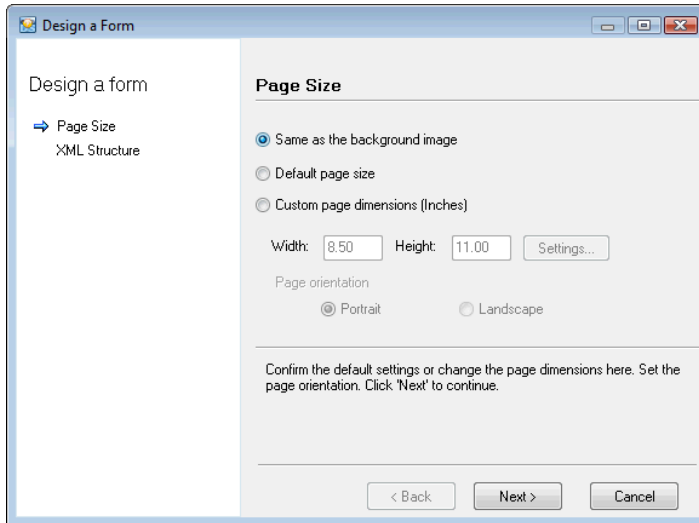 Design a Form
Design a form
Page Size
XML Structure
Page Size
Same as the background image
Default page size
Custom page dimensions (Inches)
Width: 8.50 Height: 11.00 Settings...
Page orientation
Portrait Landscape
Confirm the default settings or change the page dimensions here. Set the
page orientation. Click 'Next' to continue.
< Back Next > Cancel